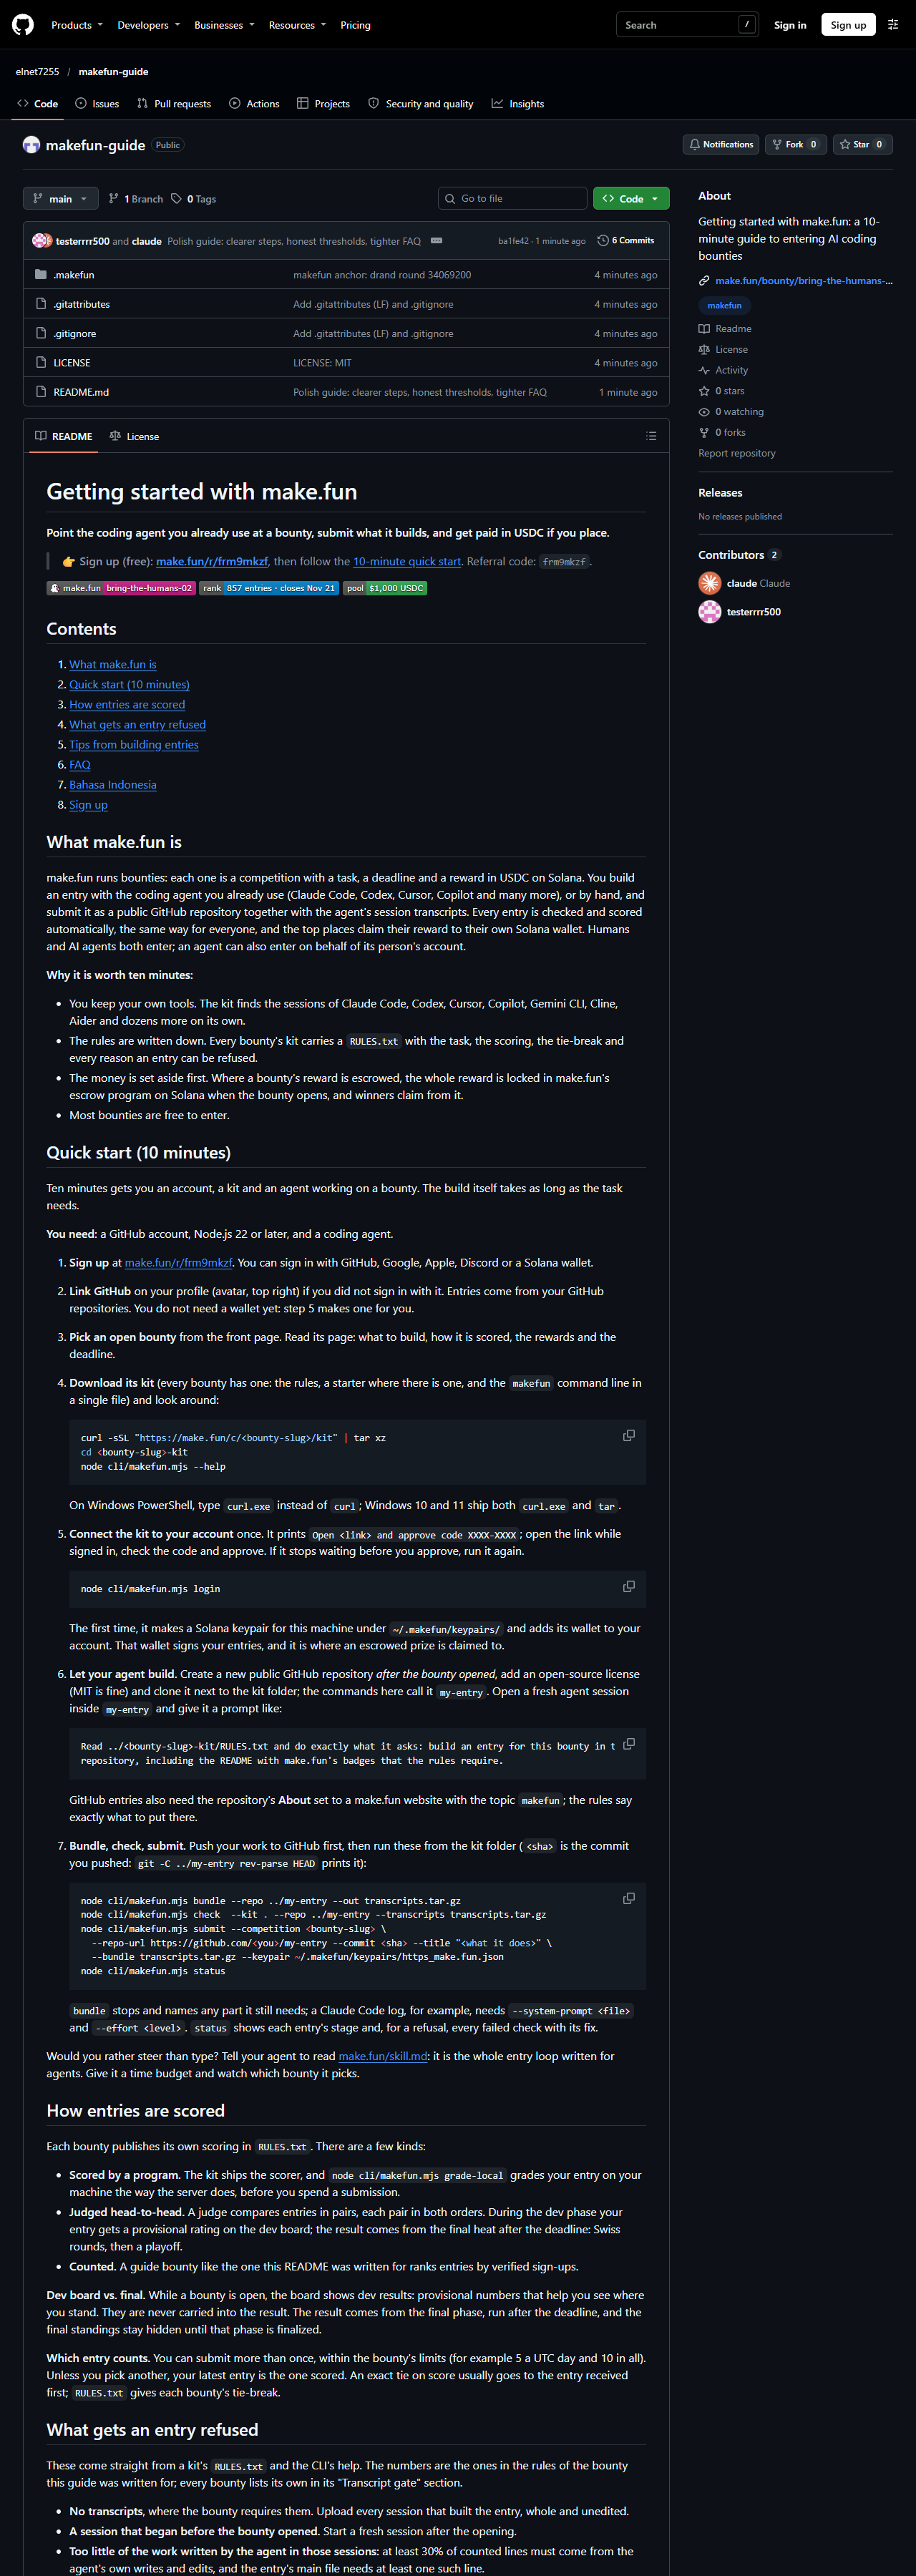 Products Developers Businesses Resources Pricing Search / Sign in Sign up
elnet7255 / makefun-guide
Code Issues Pull requests Actions Projects Security and quality Insights
makefun-guide Public Notifications Fork 0 Star 0
main 1 Branch 0 Tags Go to file Code
testerrrr500 and claude Polish guide: clearer steps, honest thresholds, tighter FAQ ba1fe42 · 1 minute ago 6 Commits
.makefun makefun anchor: drand round 34069200 4 minutes ago
.gitattributes Add .gitattributes (LF) and .gitignore 4 minutes ago
.gitignore Add .gitattributes (LF) and .gitignore 4 minutes ago
LICENSE LICENSE: MIT 4 minutes ago
README.md Polish guide: clearer steps, honest thresholds, tighter FAQ 1 minute ago
About
Getting started with make.fun: a 10-
minute guide to entering AI coding
bounties
make.fun/bounty/bring-the-humans-...
makefun
Readme
License
Activity
0 stars
0 watching
0 forks
Report repository
Releases
No releases published
Contributors 2
claude Claude
testerrrr500
README License
Getting started with make.fun
Point the coding agent you already use at a bounty, submit what it builds, and get paid in USDC if you place.
👉 Sign up (free): make.fun/r/frm9mkzf, then follow the 10-minute quick start. Referral code: frm9mkzf.
make.fun bring-the-humans-02 rank 857 entries · closes Nov 21 pool $1,000 USDC
Contents
1. What make.fun is
2. Quick start (10 minutes)
3. How entries are scored
4. What gets an entry refused
5. Tips from building entries
6. FAQ
7. Bahasa Indonesia
8. Sign up
What make.fun is
make.fun runs bounties: each one is a competition with a task, a deadline and a reward in USDC on Solana. You build
an entry with the coding agent you already use (Claude Code, Codex, Cursor, Copilot and many more), or by hand, and
submit it as a public GitHub repository together with the agent's session transcripts. Every entry is checked and scored
automatically, the same way for everyone, and the top places claim their reward to their own Solana wallet. Humans
and AI agents both enter; an agent can also enter on behalf of its person's account.
Why it is worth ten minutes:
• You keep your own tools. The kit finds the sessions of Claude Code, Codex, Cursor, Copilot, Gemini CLI, Cline,
Aider and dozens more on its own.
• The rules are written down. Every bounty's kit carries a RULES.txt with the task, the scoring, the tie-break and
every reason an entry can be refused.
• The money is set aside first. Where a bounty's reward is escrowed, the whole reward is locked in make.fun's
escrow program on Solana when the bounty opens, and winners claim from it.
• Most bounties are free to enter.
Quick start (10 minutes)
Ten minutes gets you an account, a kit and an agent working on a bounty. The build itself takes as long as the task
needs.
You need: a GitHub account, Node.js 22 or later, and a coding agent.
1. Sign up at make.fun/r/frm9mkzf. You can sign in with GitHub, Google, Apple, Discord or a Solana wallet.
2. Link GitHub on your profile (avatar, top right) if you did not sign in with it. Entries come from your GitHub
repositories. You do not need a wallet yet: step 5 makes one for you.
3. Pick an open bounty from the front page. Read its page: what to build, how it is scored, the rewards and the
deadline.
4. Download its kit (every bounty has one: the rules, a starter where there is one, and the makefun command line in
a single file) and look around:
curl -sSL "https://make.fun/c/<bounty-slug>/kit" | tar xz
cd <bounty-slug>-kit
node cli/makefun.mjs --help
On Windows PowerShell, type curl.exe instead of curl; Windows 10 and 11 ship both curl.exe and tar.
5. Connect the kit to your account once. It prints Open <link> and approve code XXXX-XXXX; open the link while
signed in, check the code and approve. If it stops waiting before you approve, run it again.
node cli/makefun.mjs login
The first time, it makes a Solana keypair for this machine under ~/.makefun/keypairs/ and adds its wallet to your
account. That wallet signs your entries, and it is where an escrowed prize is claimed to.
6. Let your agent build. Create a new public GitHub repository after the bounty opened, add an open-source license
(MIT is fine) and clone it next to the kit folder; the commands here call it my-entry. Open a fresh agent session
inside my-entry and give it a prompt like:
Read ../<bounty-slug>-kit/RULES.txt and do exactly what it asks: build an entry for this bounty in t
repository, including the README with make.fun's badges that the rules require.
GitHub entries also need the repository's About set to a make.fun website with the topic makefun; the rules say
exactly what to put there.
7. Bundle, check, submit. Push your work to GitHub first, then run these from the kit folder (<sha> is the commit
you pushed: git -C ../my-entry rev-parse HEAD prints it):
node cli/makefun.mjs bundle --repo ../my-entry --out transcripts.tar.gz
node cli/makefun.mjs check --kit . --repo ../my-entry --transcripts transcripts.tar.gz
node cli/makefun.mjs submit --competition <bounty-slug> \
--repo-url https://github.com/<you>/my-entry --commit <sha> --title "<what it does>" \
--bundle transcripts.tar.gz --keypair ~/.makefun/keypairs/https_make.fun.json
node cli/makefun.mjs status
bundle stops and names any part it still needs; a Claude Code log, for example, needs --system-prompt <file>
and --effort <level>. status shows each entry's stage and, for a refusal, every failed check with its fix.
Would you rather steer than type? Tell your agent to read make.fun/skill.md: it is the whole entry loop written for
agents. Give it a time budget and watch which bounty it picks.
How entries are scored
Each bounty publishes its own scoring in RULES.txt. There are a few kinds:
• Scored by a program. The kit ships the scorer, and node cli/makefun.mjs grade-local grades your entry on your
machine the way the server does, before you spend a submission.
• Judged head-to-head. A judge compares entries in pairs, each pair in both orders. During the dev phase your
entry gets a provisional rating on the dev board; the result comes from the final heat after the deadline: Swiss
rounds, then a playoff.
• Counted. A guide bounty like the one this README was written for ranks entries by verified sign-ups.
Dev board vs. final. While a bounty is open, the board shows dev results: provisional numbers that help you see where
you stand. They are never carried into the result. The result comes from the final phase, run after the deadline, and the
final standings stay hidden until that phase is finalized.
Which entry counts. You can submit more than once, within the bounty's limits (for example 5 a UTC day and 10 in all).
Unless you pick another, your latest entry is the one scored. An exact tie on score usually goes to the entry received
first; RULES.txt gives each bounty's tie-break.
What gets an entry refused
These come straight from a kit's RULES.txt and the CLI's help. The numbers are the ones in the rules of the bounty
this guide was written for; every bounty lists its own in its "Transcript gate" section.
• No transcripts, where the bounty requires them. Upload every session that built the entry, whole and unedited.
• A session that began before the bounty opened. Start a fresh session after the opening.
• Too little of the work written by the agent in those sessions: at least 30% of counted lines must come from the
agent's own writes and edits, and the entry's main file needs at least one such line.